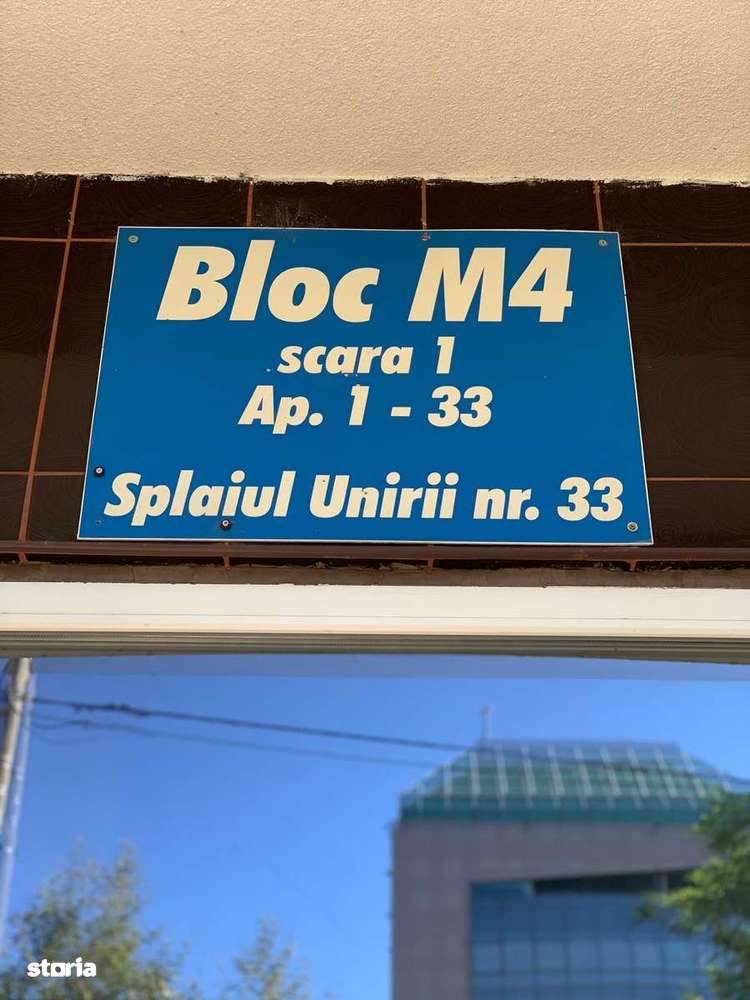 Bloc M4
scara 1
Ap. 1 - 33
Splaiul Unirii nr. 33
storia